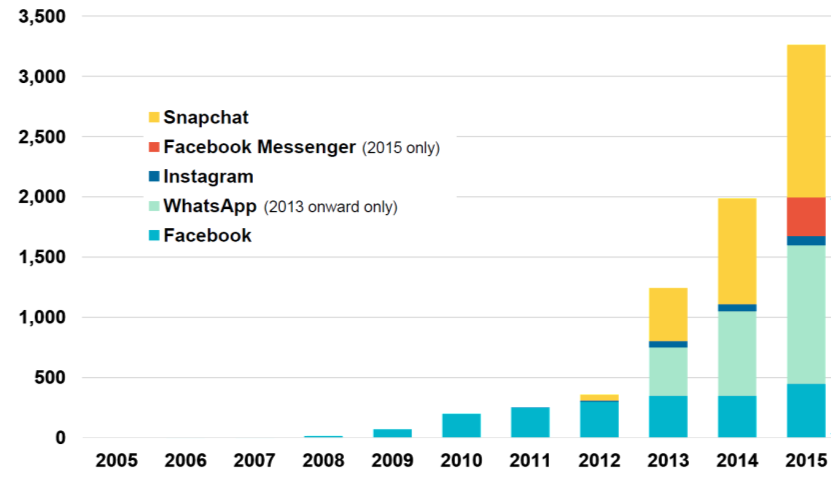 3,500
3,000
2,500
2,000
1,500
1,000
500
0
Snapchat
Facebook Messenger (2015 only)
Instagram
WhatsApp (2013 onward only)
Facebook
2005 2006 2007 2008 2009 2010 2011 2012 2013 2014 2015